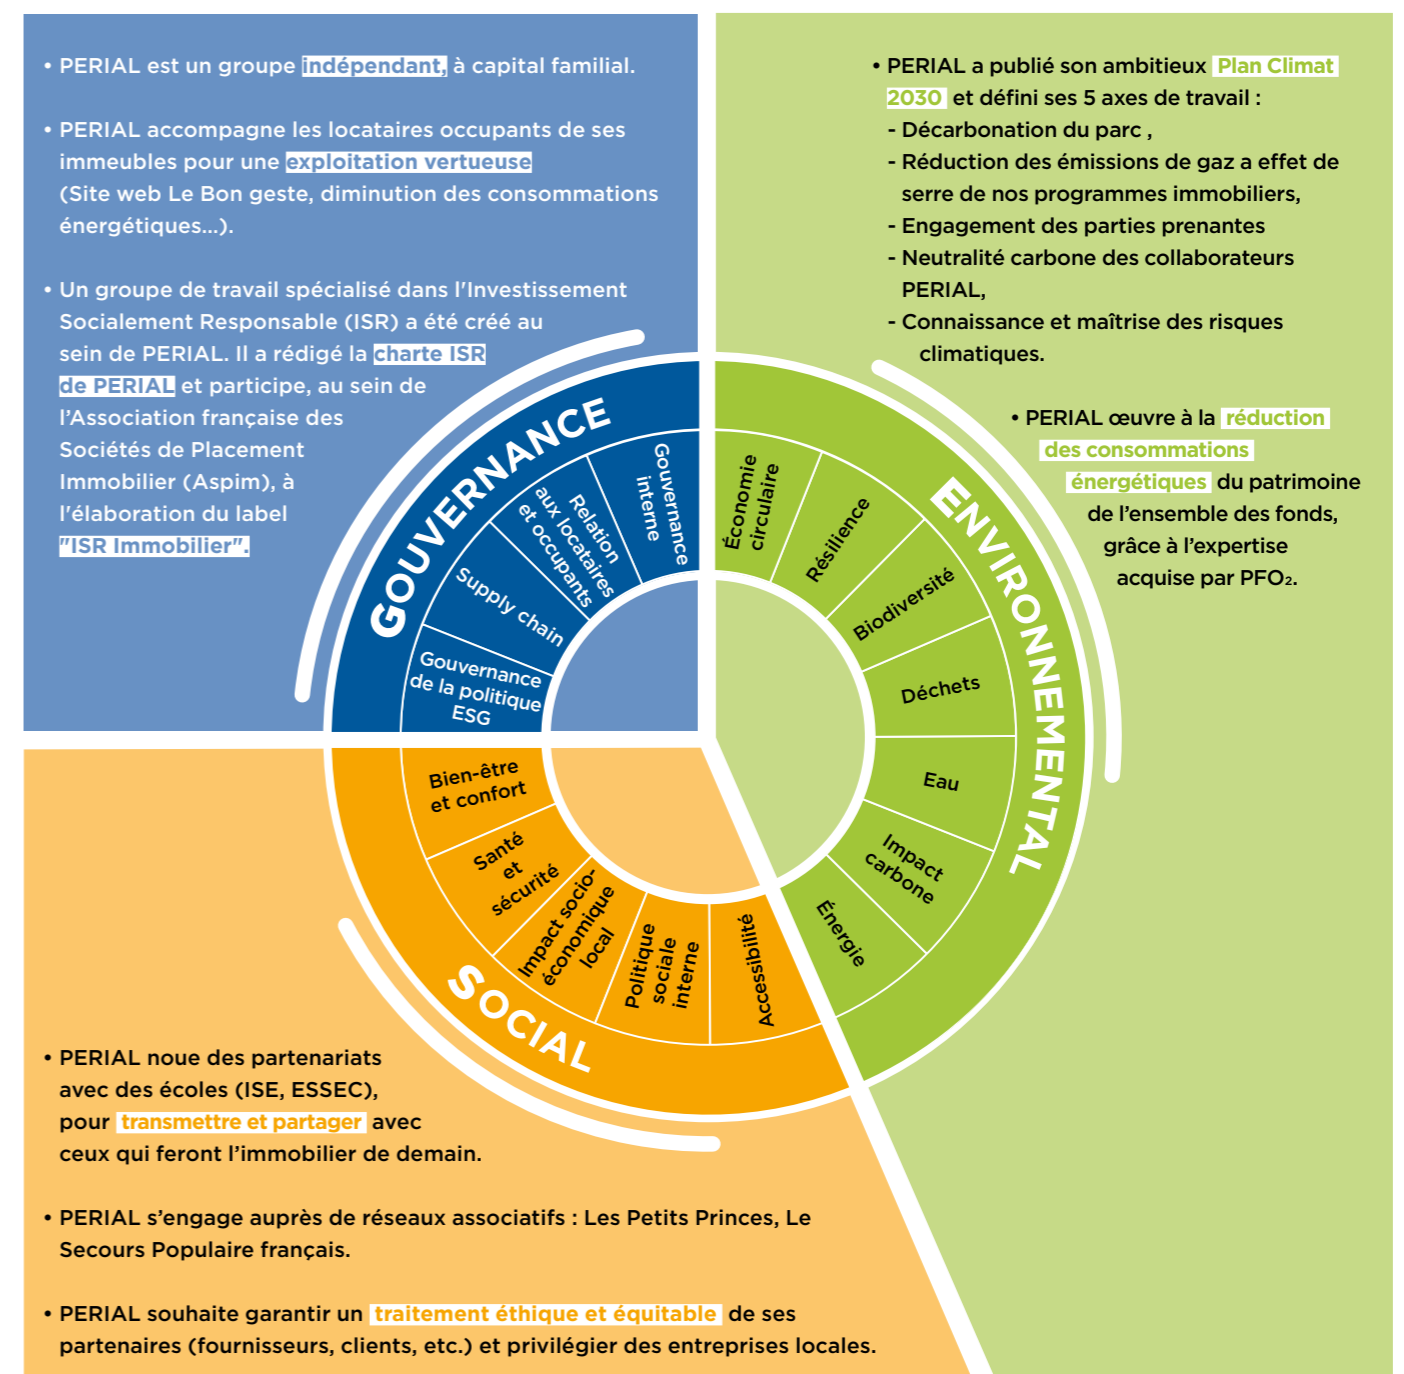 • PERIAL est un groupe indépendant, à capital familial.
• PERIAL accompagne les locataires occupants de ses
immeubles pour une exploitation vertueuse
(Site web Le Bon geste, diminution des consommations
énergétiques...).
• Un groupe de travail spécialisé dans l'Investissement
Socialement Responsable (ISR) a été créé au
sein de PERIAL. Il a rédigé la charte ISR
de PERIAL et participe, au sein de
l’Association française des
Sociétés de Placement
Immobilier (Aspim), à
l'élaboration du label
"ISR Immobilier".
• PERIAL a publié son ambitieux Plan Climat
2030 et défini ses 5 axes de travail :
- Décarbonation du parc ,
- Réduction des émissions de gaz a effet de
serre de nos programmes immobiliers,
- Engagement des parties prenantes
- Neutralité carbone des collaborateurs
PERIAL,
- Connaissance et maîtrise des risques
climatiques.
• PERIAL œuvre à la réduction
des consommations
énergétiques du patrimoine
de l’ensemble des fonds,
grâce à l’expertise
acquise par PFO₂.
GOUVERNANCE
Gouvernance
de la politique
ESG
Supply chain
Relation
aux locataires
et occupants
Gouvernance
interne
ENVIRONNEMENTAL
Économie
circulaire
Résilience
Biodiversité
Déchets
Eau
Impact
carbone
Énergie
SOCIAL
Bien-être
et confort
Santé
et
sécurité
Impact socio-
économique
local
Politique
sociale
interne
Accessibilité
• PERIAL noue des partenariats
avec des écoles (ISE, ESSEC),
pour transmettre et partager avec
ceux qui feront l’immobilier de demain.
• PERIAL s’engage auprès de réseaux associatifs : Les Petits Princes, Le
Secours Populaire français.
• PERIAL souhaite garantir un traitement éthique et équitable de ses
partenaires (fournisseurs, clients, etc.) et privilégier des entreprises locales.